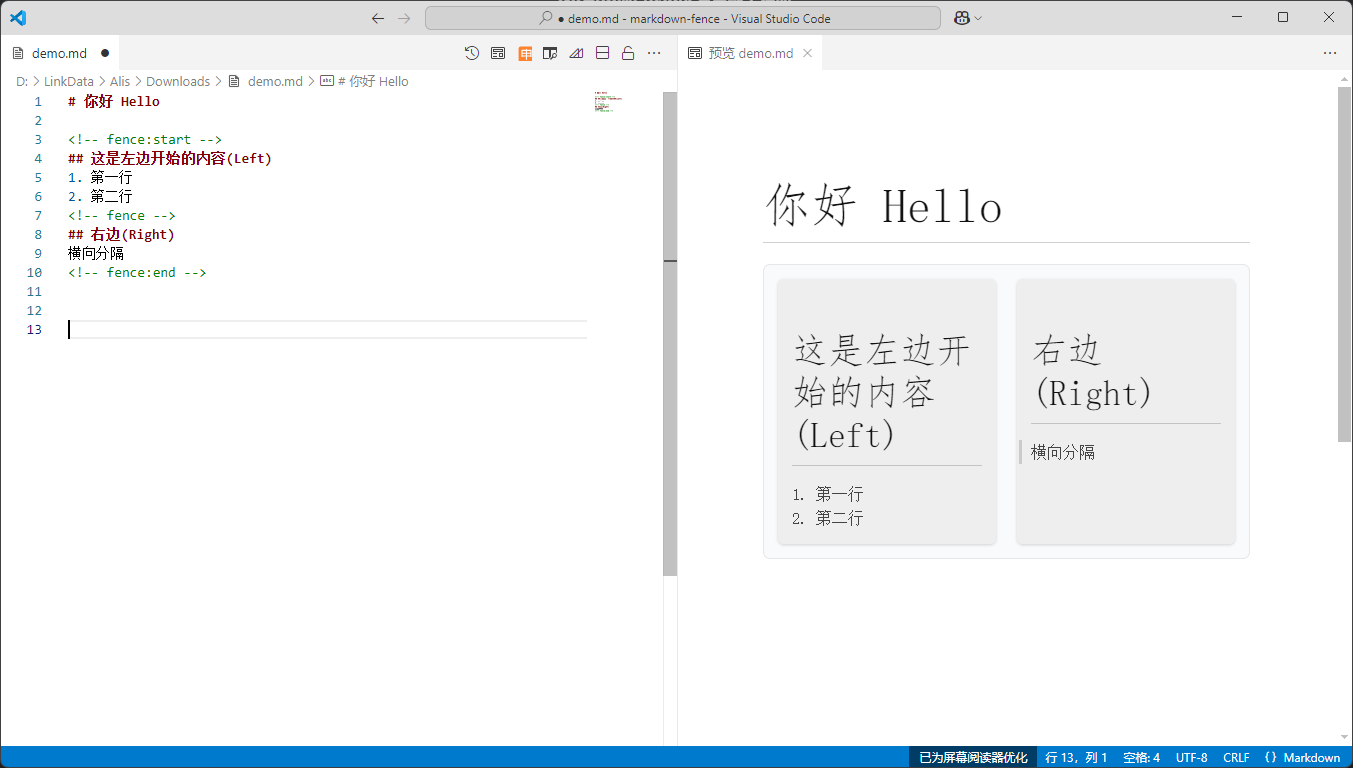 demo.md - markdown-fence - Visual Studio Code
demo.md
预览 demo.md
D: > LinkData > Alis > Downloads > demo.md > # 你好 Hello
1 # 你好 Hello
2
3 <!-- fence:start -->
4 ## 这是左边开始的内容(Left)
5 1. 第一行
6 2. 第二行
7 <!-- fence -->
8 ## 右边(Right)
9 横向分隔
10 <!-- fence:end -->
11
12
13
你好 Hello
这是左边开
始的内容
(Left)
1. 第一行
2. 第二行
右边
(Right)
横向分隔
已为屏幕阅读器优化 行 13，列 1 空格: 4 UTF-8 CRLF {} Markdown